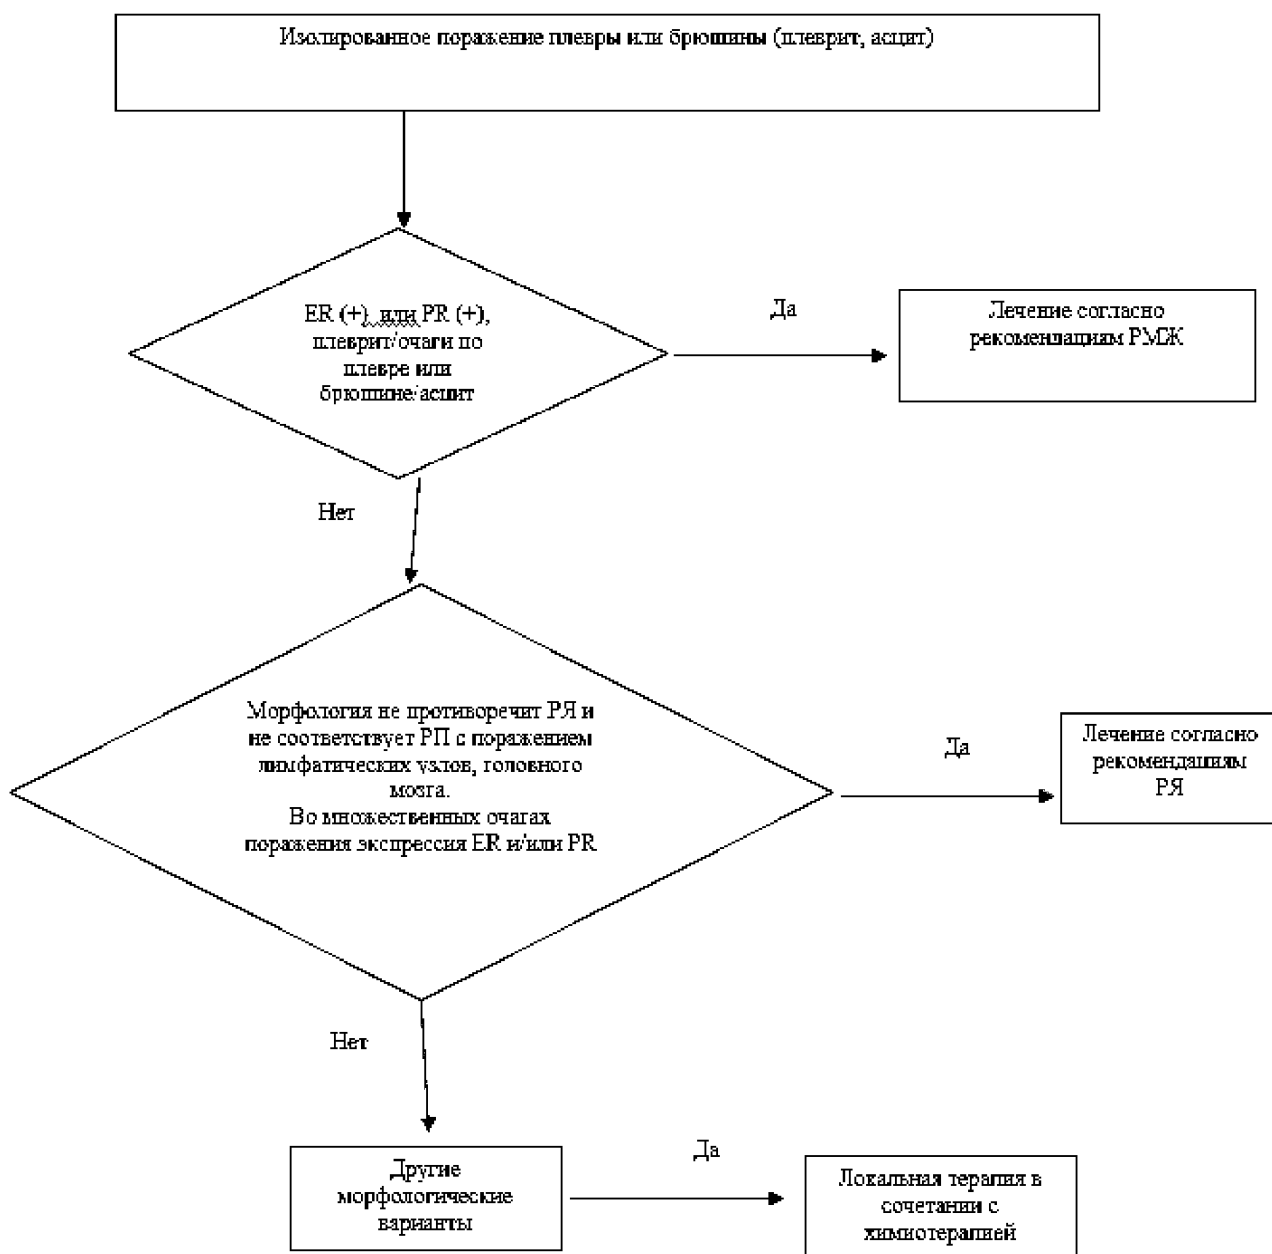 Изолированное поражение плевры или брюшины (плеврит, асцит)
ER (+) или PR (+),
плеврит/очаги по
плевре или
брюшине/асцит
Да
Лечение согласно
рекомендациям РМЖ
Нет
Морфология не противоречит РЯ и
не соответствует РП с поражением
лимфатических узлов, головного
мозга.
Во множественных очагах
поражения экспрессия ER и/или PR
Да
Лечение согласно
рекомендациям
РЯ
Нет
Другие
морфологические
варианты
Да
Локальная терапия в
сочетании с
химиотерапией